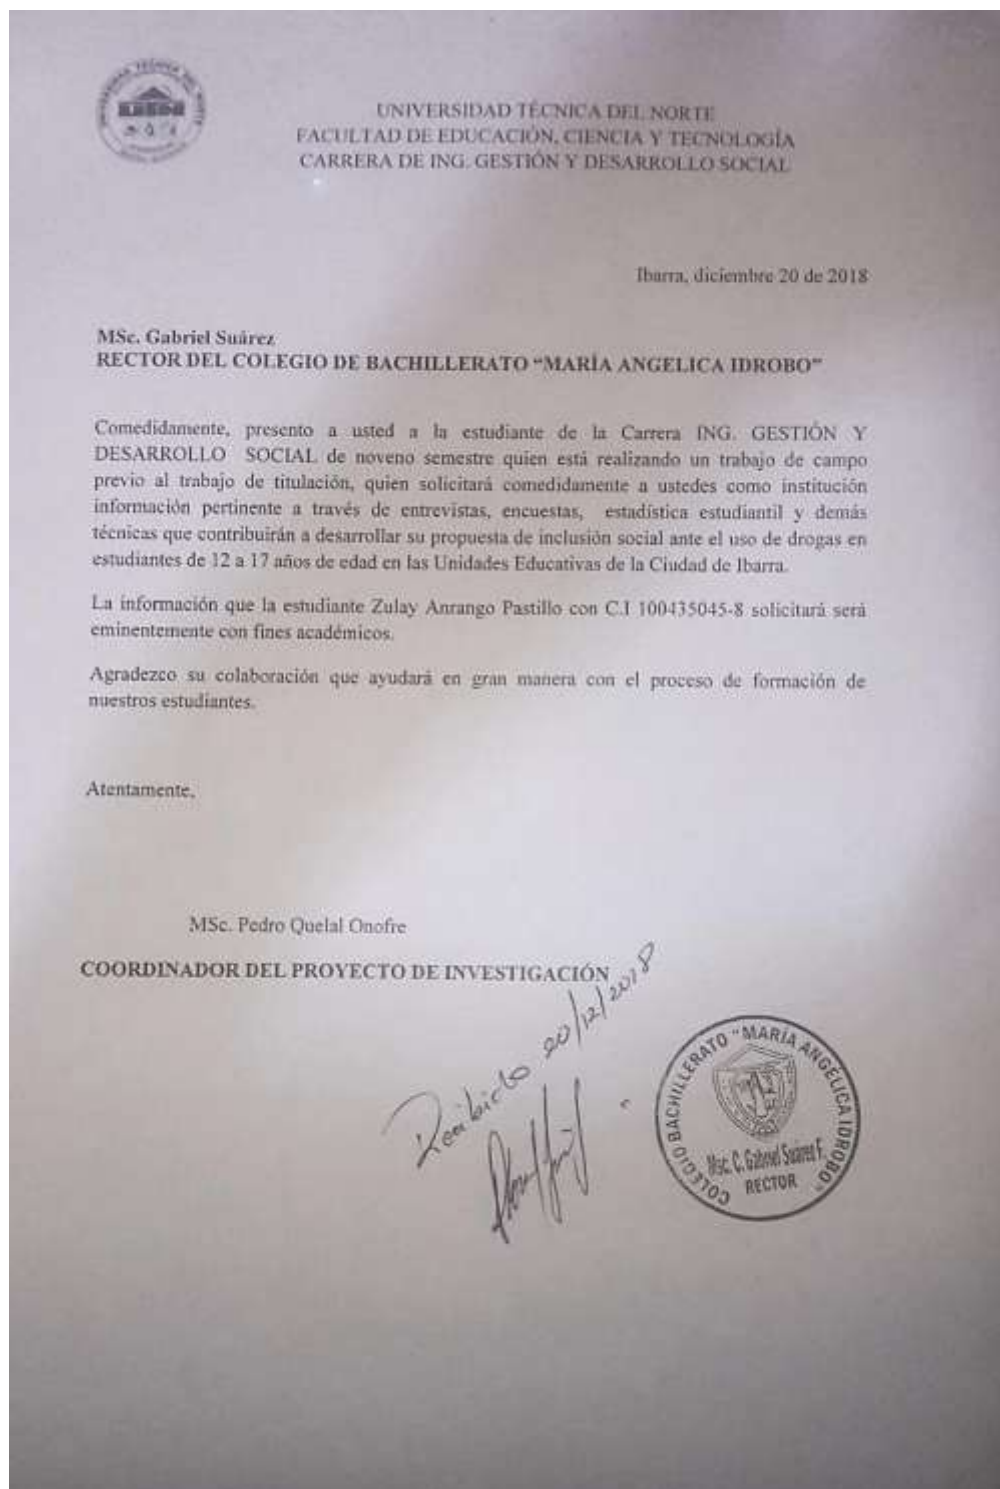 UNIVERSIDAD TÉCNICA DEL NORTE
UNIVERSIDAD TÉCNICA DEL NORTE
FACULTAD DE EDUCACIÓN, CIENCIA Y TECNOLOGÍA
CARRERA DE ING. GESTIÓN Y DESARROLLO SOCIAL
Ibarra, diciembre 20 de 2018
MSc. Gabriel Suárez
RECTOR DEL COLEGIO DE BACHILLERATO “MARÍA ANGELICA IDROBO”
Comedidamente, presento a usted a la estudiante de la Carrera ING. GESTIÓN Y
DESARROLLO SOCIAL de noveno semestre quien está realizando un trabajo de campo
previo al trabajo de titulación, quien solicitará comedidamente a ustedes como institución
información pertinente a través de entrevistas, encuestas, estadística estudiantil y demás
técnicas que contribuirán a desarrollar su propuesta de inclusión social ante el uso de drogas en
estudiantes de 12 a 17 años de edad en las Unidades Educativas de la Ciudad de Ibarra.
La información que la estudiante Zulay Anrango Pastillo con C.I 100435045-8 solicitará será
eminentemente con fines académicos.
Agradezco su colaboración que ayudará en gran manera con el proceso de formación de
nuestros estudiantes.
Atentamente,
MSc. Pedro Quelal Onofre
COORDINADOR DEL PROYECTO DE INVESTIGACIÓN
Recibido 20/12/2018
COLEGIO BACHILLERATO “MARÍA ANGÉLICA IDROBO”
Msc. C. Gabriel Suárez F.
RECTOR